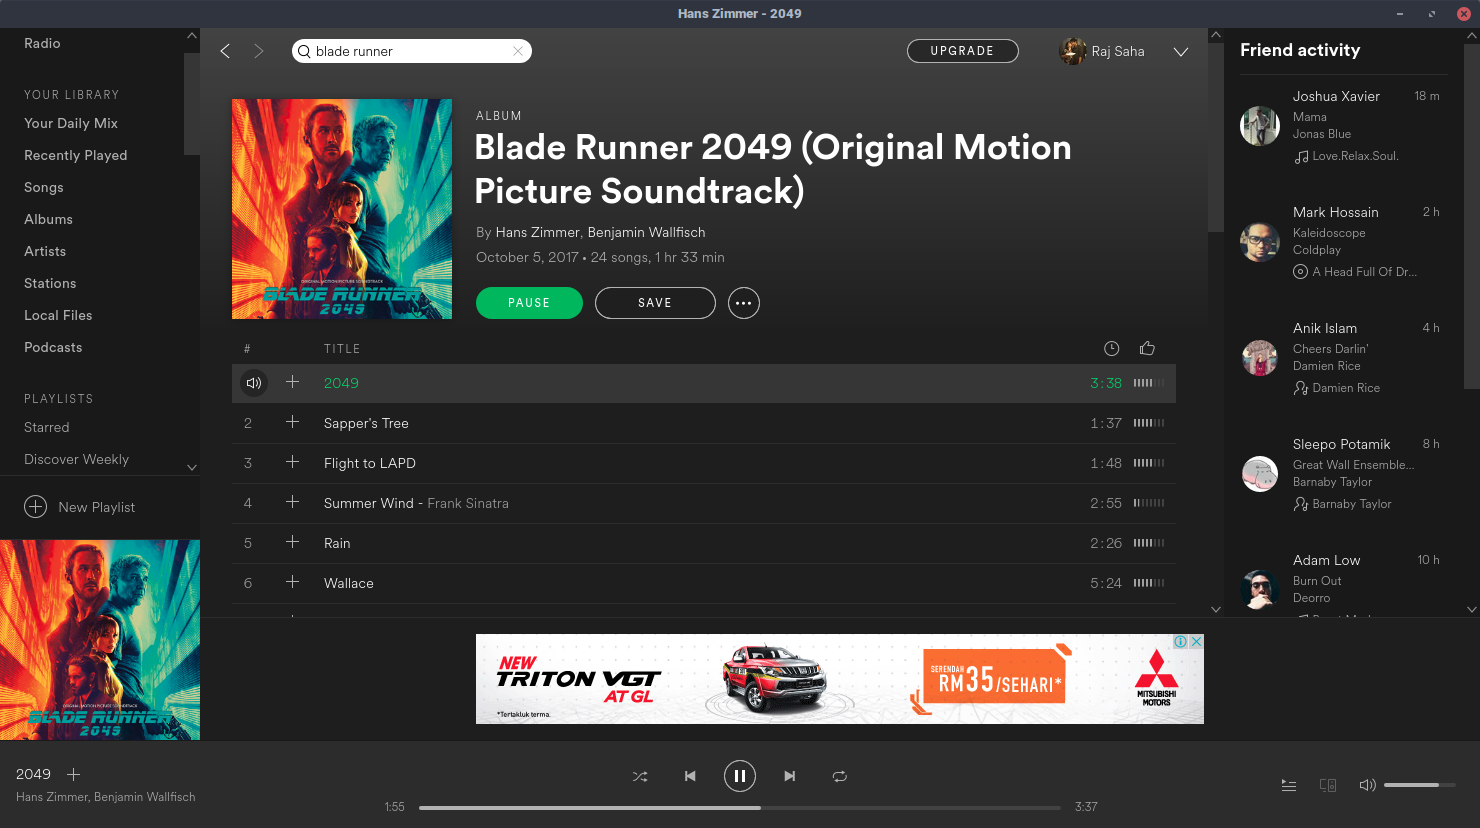 Hans Zimmer - 2049
Radio
YOUR LIBRARY
Your Daily Mix
Recently Played
Songs
Albums
Artists
Stations
Local Files
Podcasts
PLAYLISTS
Starred
Discover Weekly
New Playlist
blade runner
UPGRADE
Raj Saha
ALBUM
Blade Runner 2049 (Original Motion
Picture Soundtrack)
By Hans Zimmer, Benjamin Wallfisch
October 5, 2017 • 24 songs, 1 hr 33 min
PAUSE
SAVE
ORIGINAL MOTION PICTURE SOUNDTRACK
BLADE RUNNER
2049
# TITLE
2049 3:38
2 Sapper's Tree 1:37
3 Flight to LAPD 1:48
4 Summer Wind - Frank Sinatra 2:55
5 Rain 2:26
6 Wallace 5:24
Friend activity
Joshua Xavier 18 m
Mama
Jonas Blue
Love.Relax.Soul.
Mark Hossain 2 h
Kaleidoscope
Coldplay
A Head Full Of Dr...
Anik Islam 4 h
Cheers Darlin'
Damien Rice
Damien Rice
Sleepo Potamik 8 h
Great Wall Ensemble...
Barnaby Taylor
Barnaby Taylor
Adam Low 10 h
Burn Out
Deorro
ORIGINAL MOTION PICTURE SOUNDTRACK
BLADE RUNNER
2049
NEW
TRITON VGT
AT GL
*Tertakluk terma.
SERENDAH
RM35/SEHARI*
MITSUBISHI
MOTORS
2049
Hans Zimmer, Benjamin Wallfisch
1:55
3:37